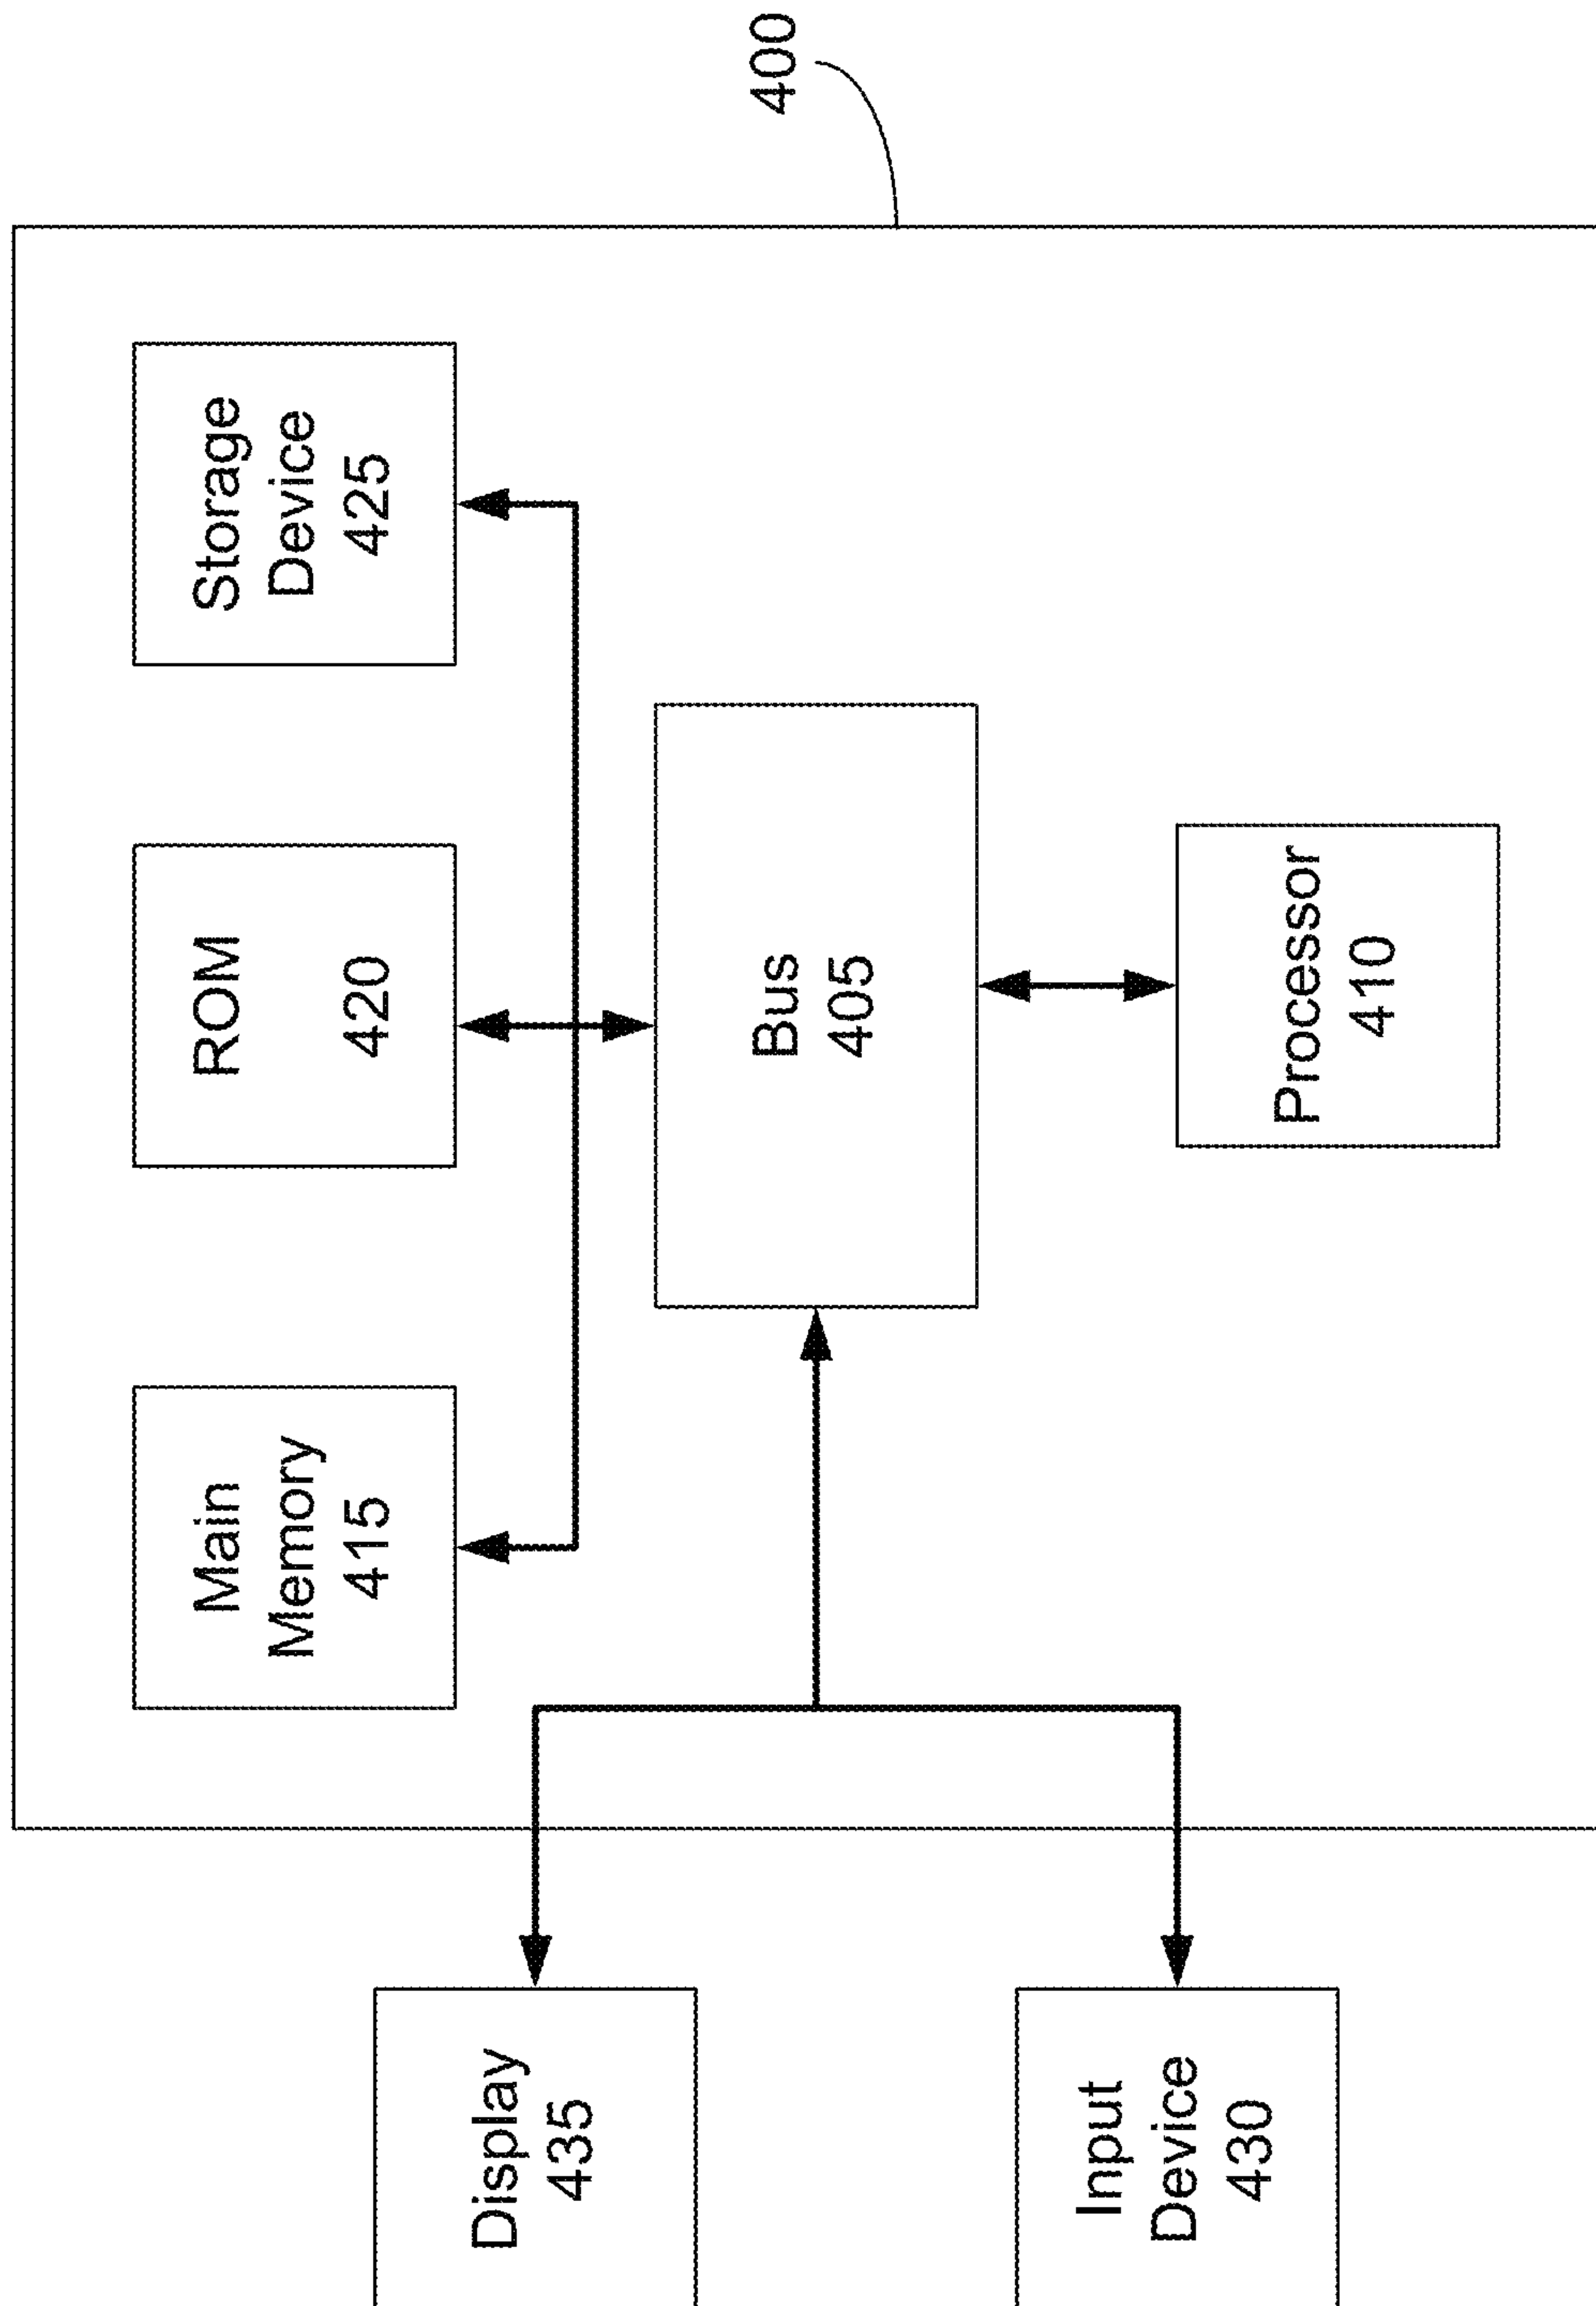 400
Main
Memory
415
ROM
420
Storage
Device
425
Display
435
Bus
405
Input
Device
430
Processor
410